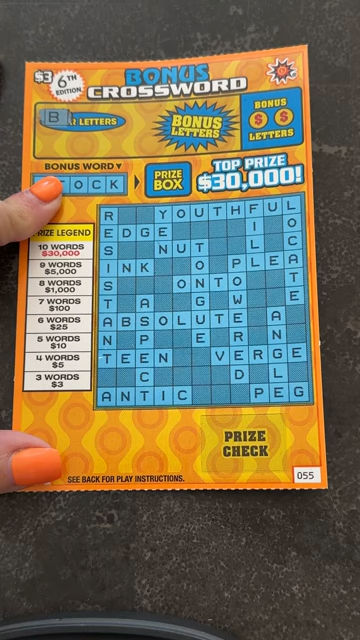 $3
6TH
EDITION
BONUS
CROSSWORD
B
R LETTERS
BONUS
LETTERS
BONUS
$ $
LETTERS
BONUS WORD▼
TOCK
PRIZE
BOX
TOP PRIZE
$30,000!
PRIZE LEGEND
10 WORDS
$30,000
9 WORDS
$5,000
8 WORDS
$1,000
7 WORDS
$100
6 WORDS
$25
5 WORDS
$10
4 WORDS
$5
3 WORDS
$3
R YOUTHFUL
EDGE I O
S NUT L C
INK O PLEA
S ONTO T
T A G W E
ABSOLUTE A
N P E R N
TEEN VERGE
C D L
ANTIC PEG
PRIZE
CHECK
SEE BACK FOR PLAY INSTRUCTIONS.
055